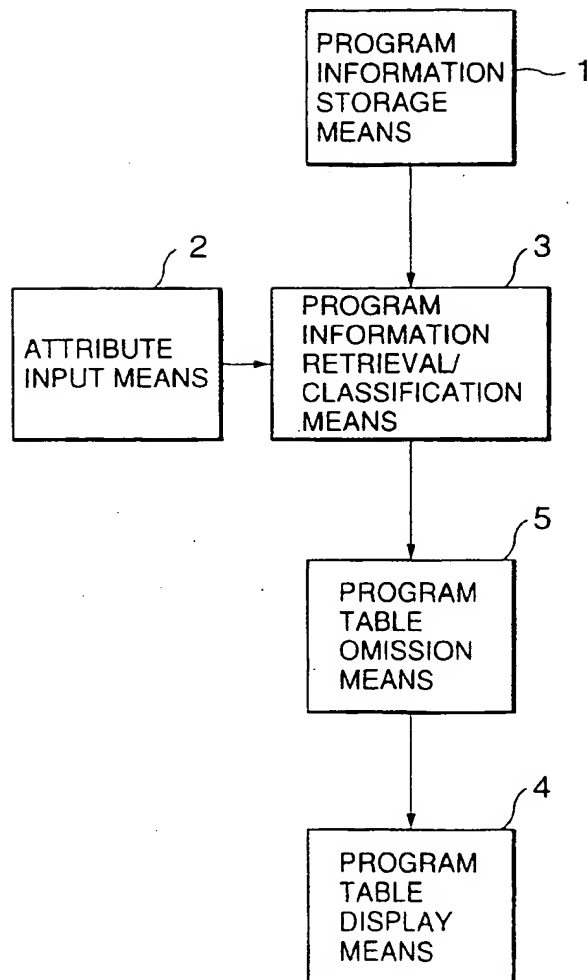 PROGRAM
INFORMATION
STORAGE
MEANS
1
2
ATTRIBUTE
INPUT MEANS
3
PROGRAM
INFORMATION
RETRIEVAL/
CLASSIFICATION
MEANS
5
PROGRAM
TABLE
OMISSION
MEANS
4
PROGRAM
TABLE
DISPLAY
MEANS